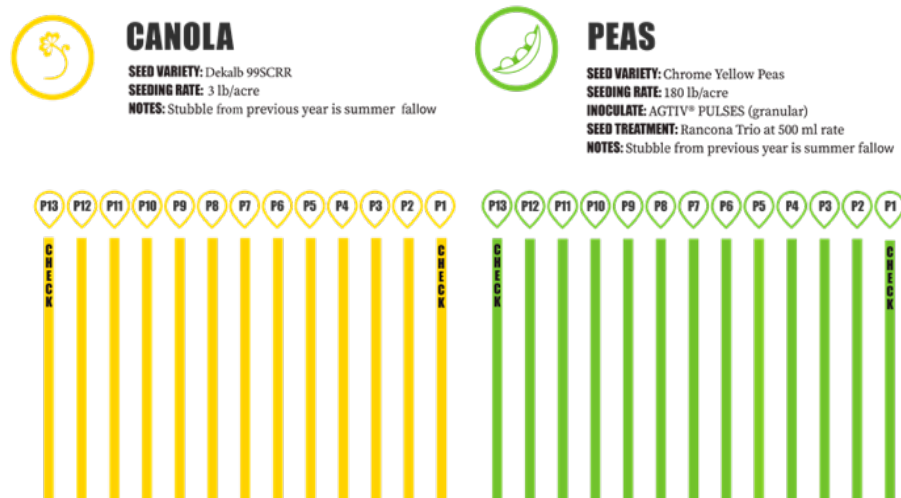 CANOLA
SEED VARIETY: Dekalb 99SCRR
SEEDING RATE: 3 lb/acre
NOTES: Stubble from previous year is summer fallow
PEAS
SEED VARIETY: Chrome Yellow Peas
SEEDING RATE: 180 lb/acre
INOCULATE: AGTIV® PULSES (granular)
SEED TREATMENT: Rancona Trio at 500 ml rate
NOTES: Stubble from previous year is summer fallow
P13 P12 P11 P10 P9 P8 P7 P6 P5 P4 P3 P2 P1
CHECK
CHECK
P13 P12 P11 P10 P9 P8 P7 P6 P5 P4 P3 P2 P1
CHECK
CHECK